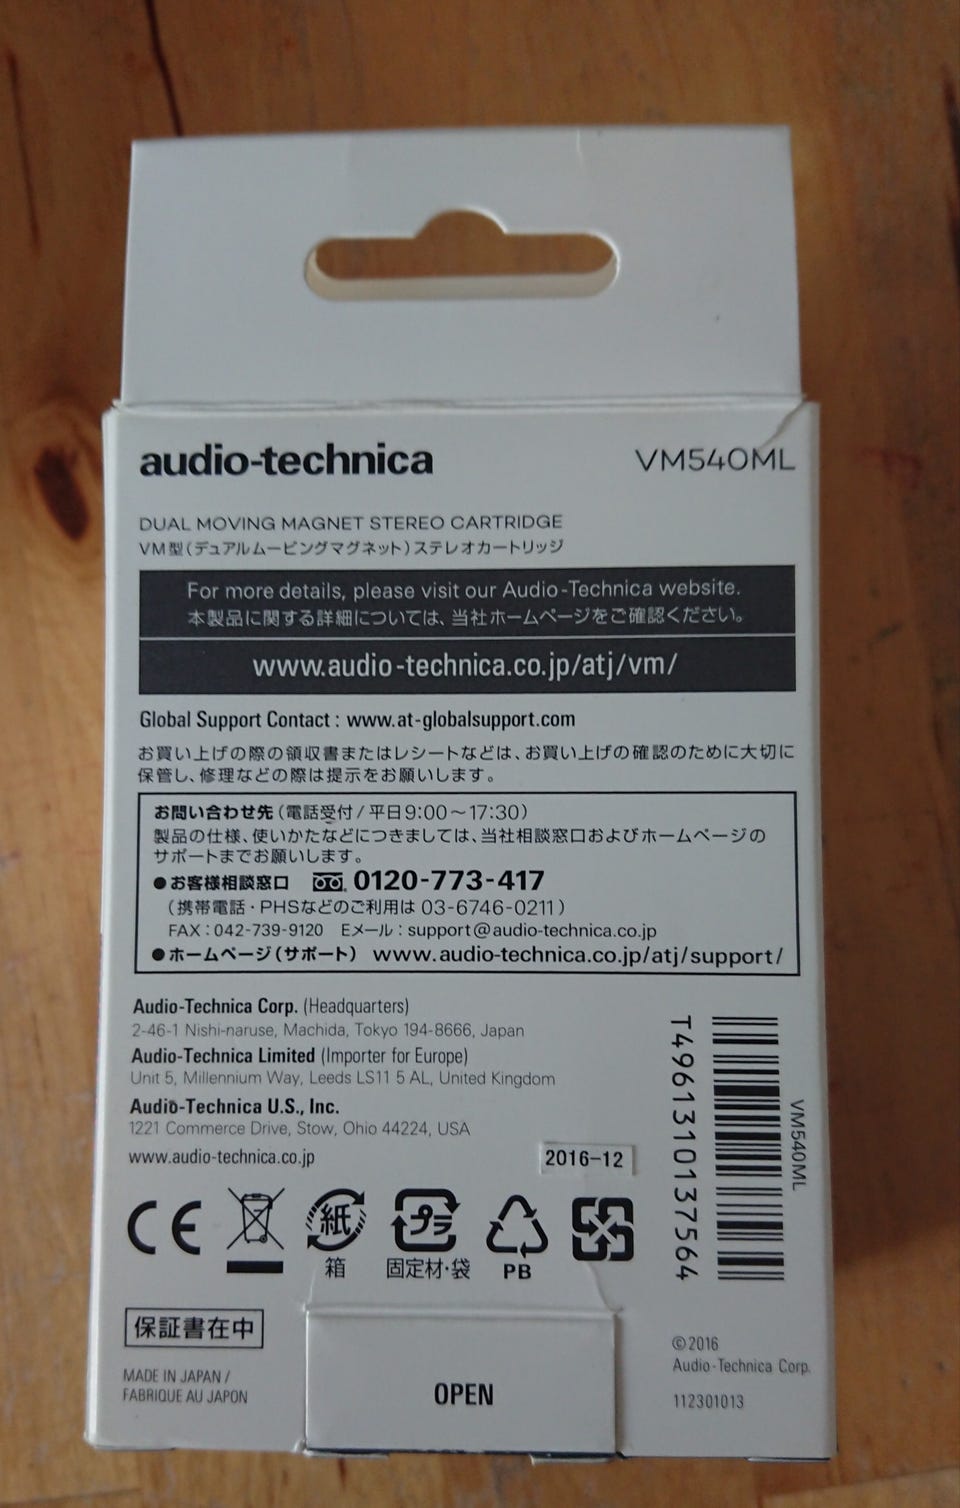 audio-technica
VM540ML
DUAL MOVING MAGNET STEREO CARTRIDGE
VM型(デュアルムービングマグネット)ステレオカートリッジ
For more details, please visit our Audio-Technica website.
本製品に関する詳細については、当社ホームページをご確認ください。
www.audio-technica.co.jp/atj/vm/
Global Support Contact : www.at-globalsupport.com
お買い上げの際の領収書またはレシートなどは、お買い上げの確認のために大切に
保管し、修理などの際は提示をお願いします。
お問い合わせ先(電話受付/平日9:00～17:30)
製品の仕様、使いかたなどにつきましては、当社相談窓口およびホームページの
サポートまでお願いします。
●お客様相談窓口 0120-773-417
(携帯電話・PHSなどのご利用は 03-6746-0211)
FAX：042-739-9120 Eメール：support@audio-technica.co.jp
●ホームページ(サポート) www.audio-technica.co.jp/atj/support/
Audio-Technica Corp. (Headquarters)
2-46-1 Nishi-naruse, Machida, Tokyo 194-8666, Japan
Audio-Technica Limited (Importer for Europe)
Unit 5, Millennium Way, Leeds LS11 5 AL, United Kingdom
Audio-Technica U.S., Inc.
1221 Commerce Drive, Stow, Ohio 44224, USA
www.audio-technica.co.jp
2016-12
T4961310137564
VM540ML
CE
紙
箱
プラ
固定材・袋
PB
保証書在中
MADE IN JAPAN /
FABRIQUE AU JAPON
OPEN
©2016
Audio-Technica Corp.
112301013